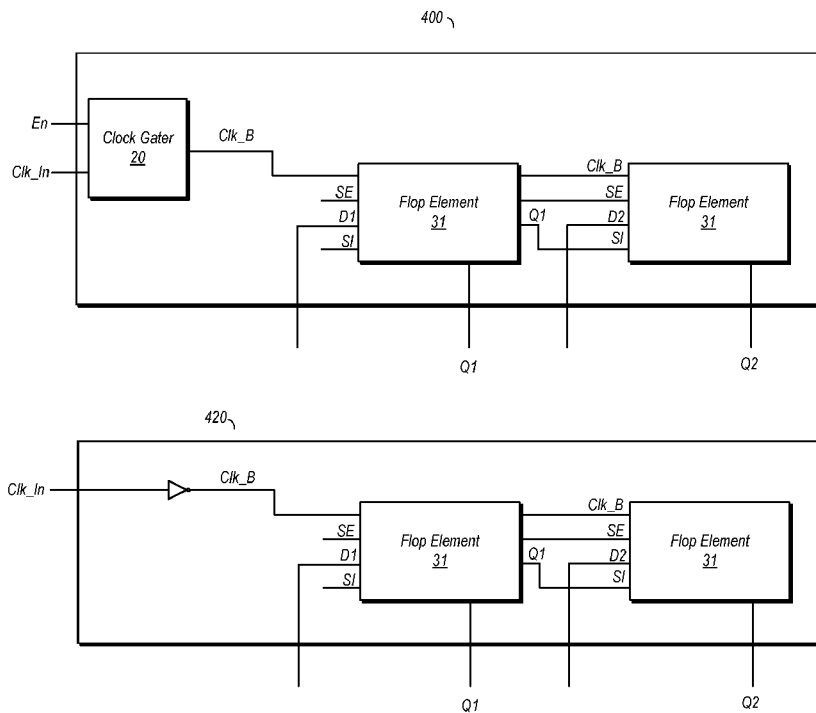 400
En
Clk_In
Clock Gater
20
Clk_B
SE
D1
SI
Flop Element
31
Clk_B
SE
Q1
D2
SI
Flop Element
31
Q1
Q2
420
Clk_In
Clk_B
SE
D1
SI
Flop Element
31
Clk_B
SE
Q1
D2
SI
Flop Element
31
Q1
Q2